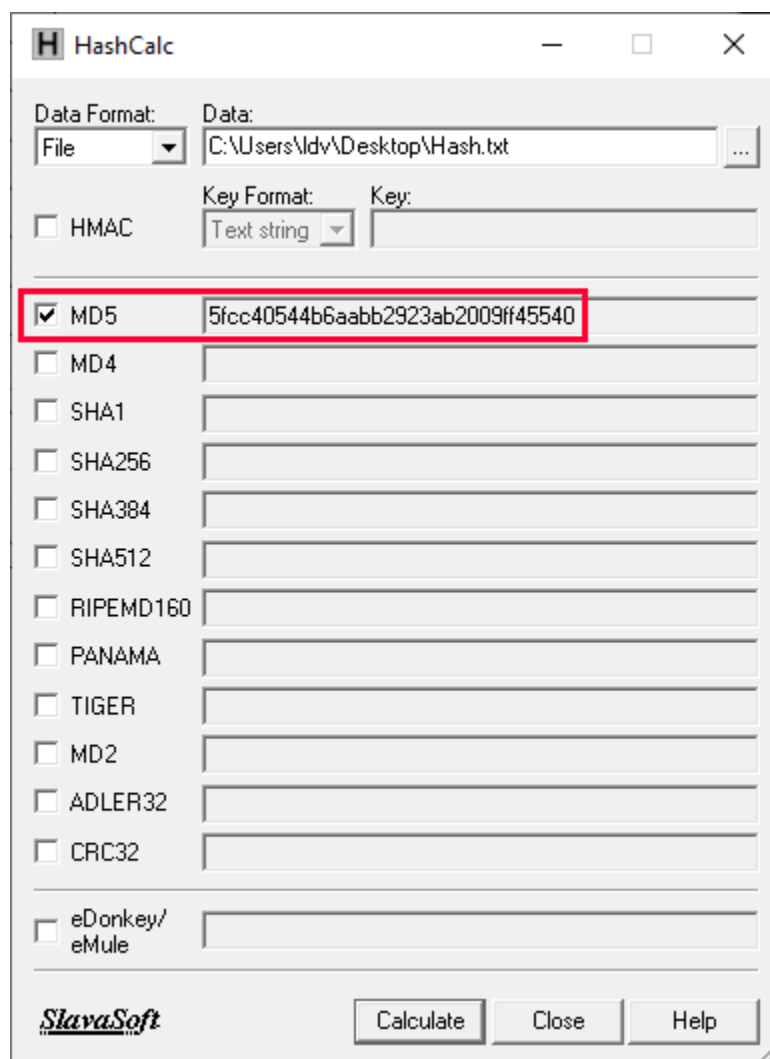 H HashCalc
Data Format: Data:
File C:\Users\ldv\Desktop\Hash.txt ...
Key Format: Key:
HMAC Text string
MD5 5fcc40544b6aabb2923ab2009ff45540
MD4
SHA1
SHA256
SHA384
SHA512
RIPEMD160
PANAMA
TIGER
MD2
ADLER32
CRC32
eDonkey/
eMule
SlavaSoft Calculate Close Help